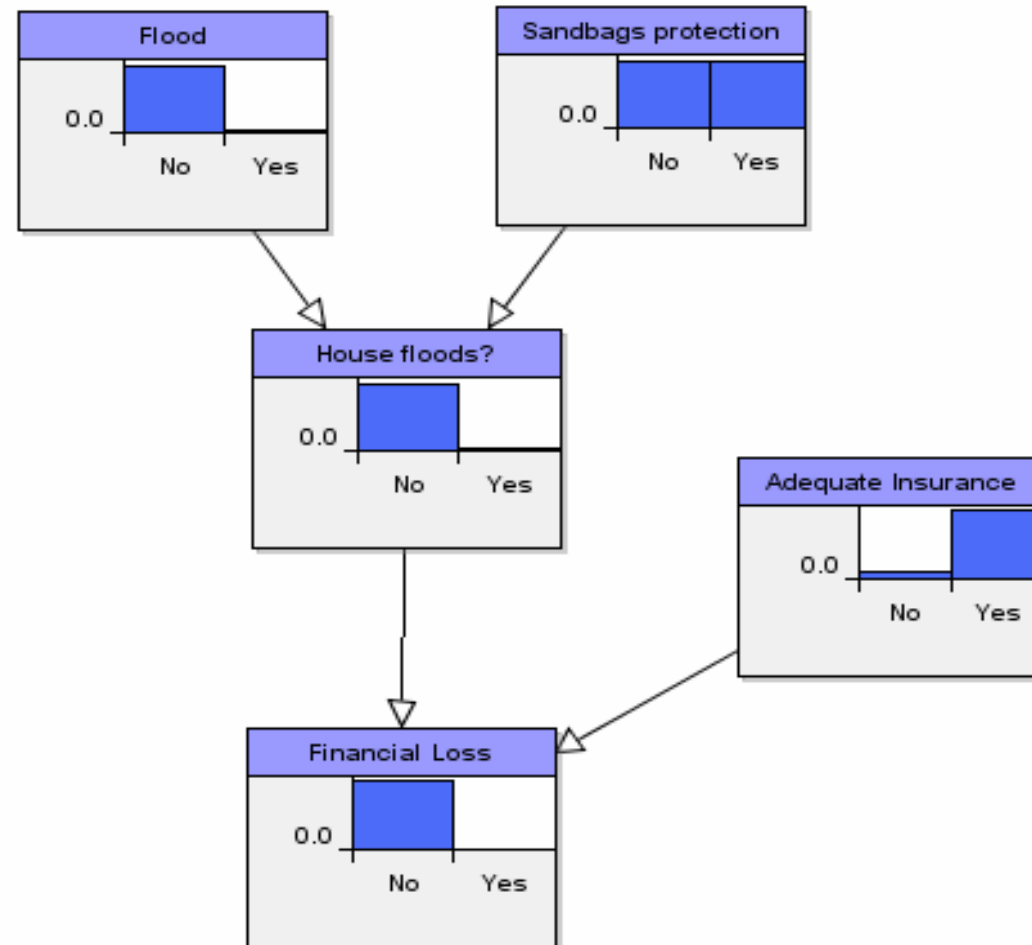 Flood
0.0
No Yes
Sandbags protection
0.0
No Yes
House floods?
0.0
No Yes
Adequate Insurance
0.0
No Yes
Financial Loss
0.0
No Yes